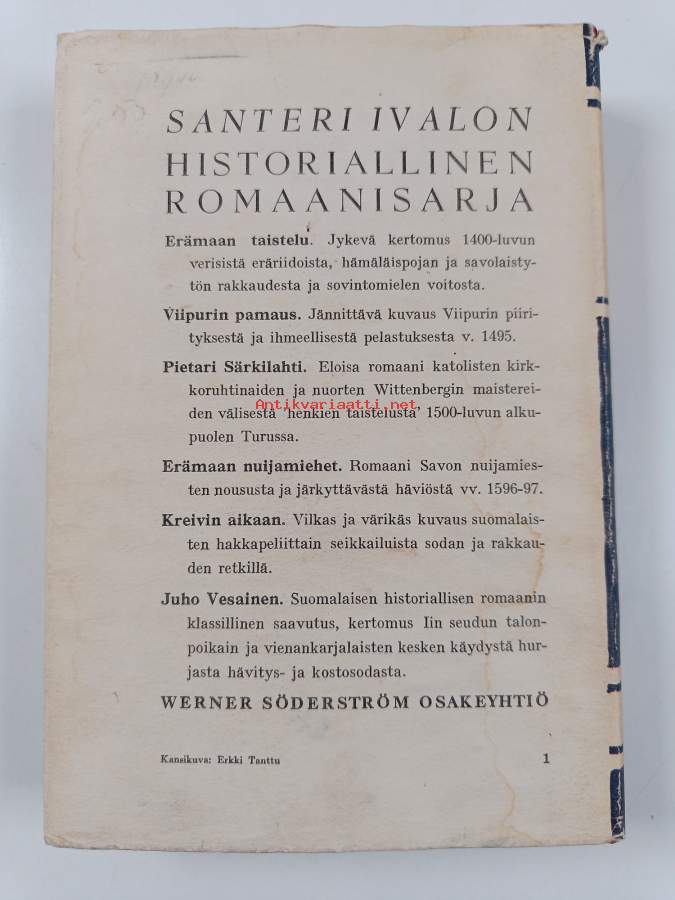 SANTERI IVALON
HISTORIALLINEN
ROMAANISARJA
Erämaan taistelu. Jykevä kertomus 1400-luvun
verisistä eräriidoista, hämäläispojan ja savolaisty-
tön rakkaudesta ja sovintomielen voitosta.
Viipurin pamaus. Jännittävä kuvaus Viipurin piiri-
tyksestä ja ihmeellisestä pelastuksesta v. 1495.
Pietari Särkilahti. Eloisa romaani katolisten kirk-
koruhtinaiden ja nuorten Wittenbergin maisterei-
den välisestä 'henkien taistelusta' 1500-luvun alku-
Antikvariaatti.net
puolen Turussa.
Erämaan nuijamiehet. Romaani Savon nuijamies-
ten noususta ja järkyttävästä häviöstä vv. 1596-97.
Kreivin aikaan. Vilkas ja värikäs kuvaus suomalais-
ten hakkapeliittain seikkailuista sodan ja rakkau-
den retkillä.
Juho Vesainen. Suomalaisen historiallisen romaanin
klassillinen saavutus, kertomus Iin seudun talon-
poikain ja vienankarjalaisten kesken käydystä hur-
jasta hävitys- ja kostosodasta.
WERNER SÖDERSTRÖM OSAKEYHTIÖ
Kansikuva: Erkki Tanttu 1